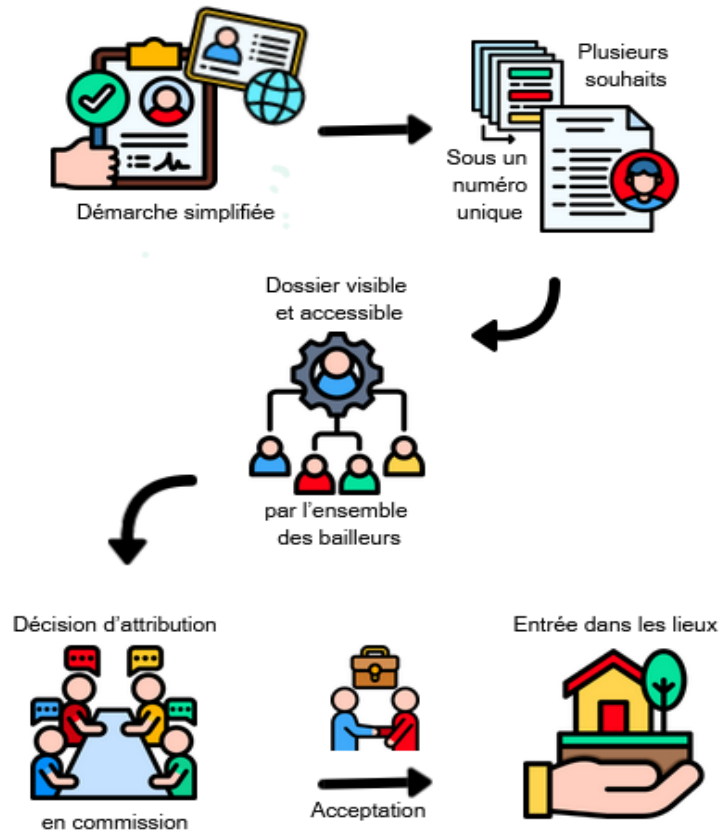 Démarche simplifiée
Plusieurs
souhaits
Sous un
numéro
unique
Dossier visible
et accessible
par l'ensemble
des bailleurs
Décision d'attribution
en commission
Acceptation
Entrée dans les lieux